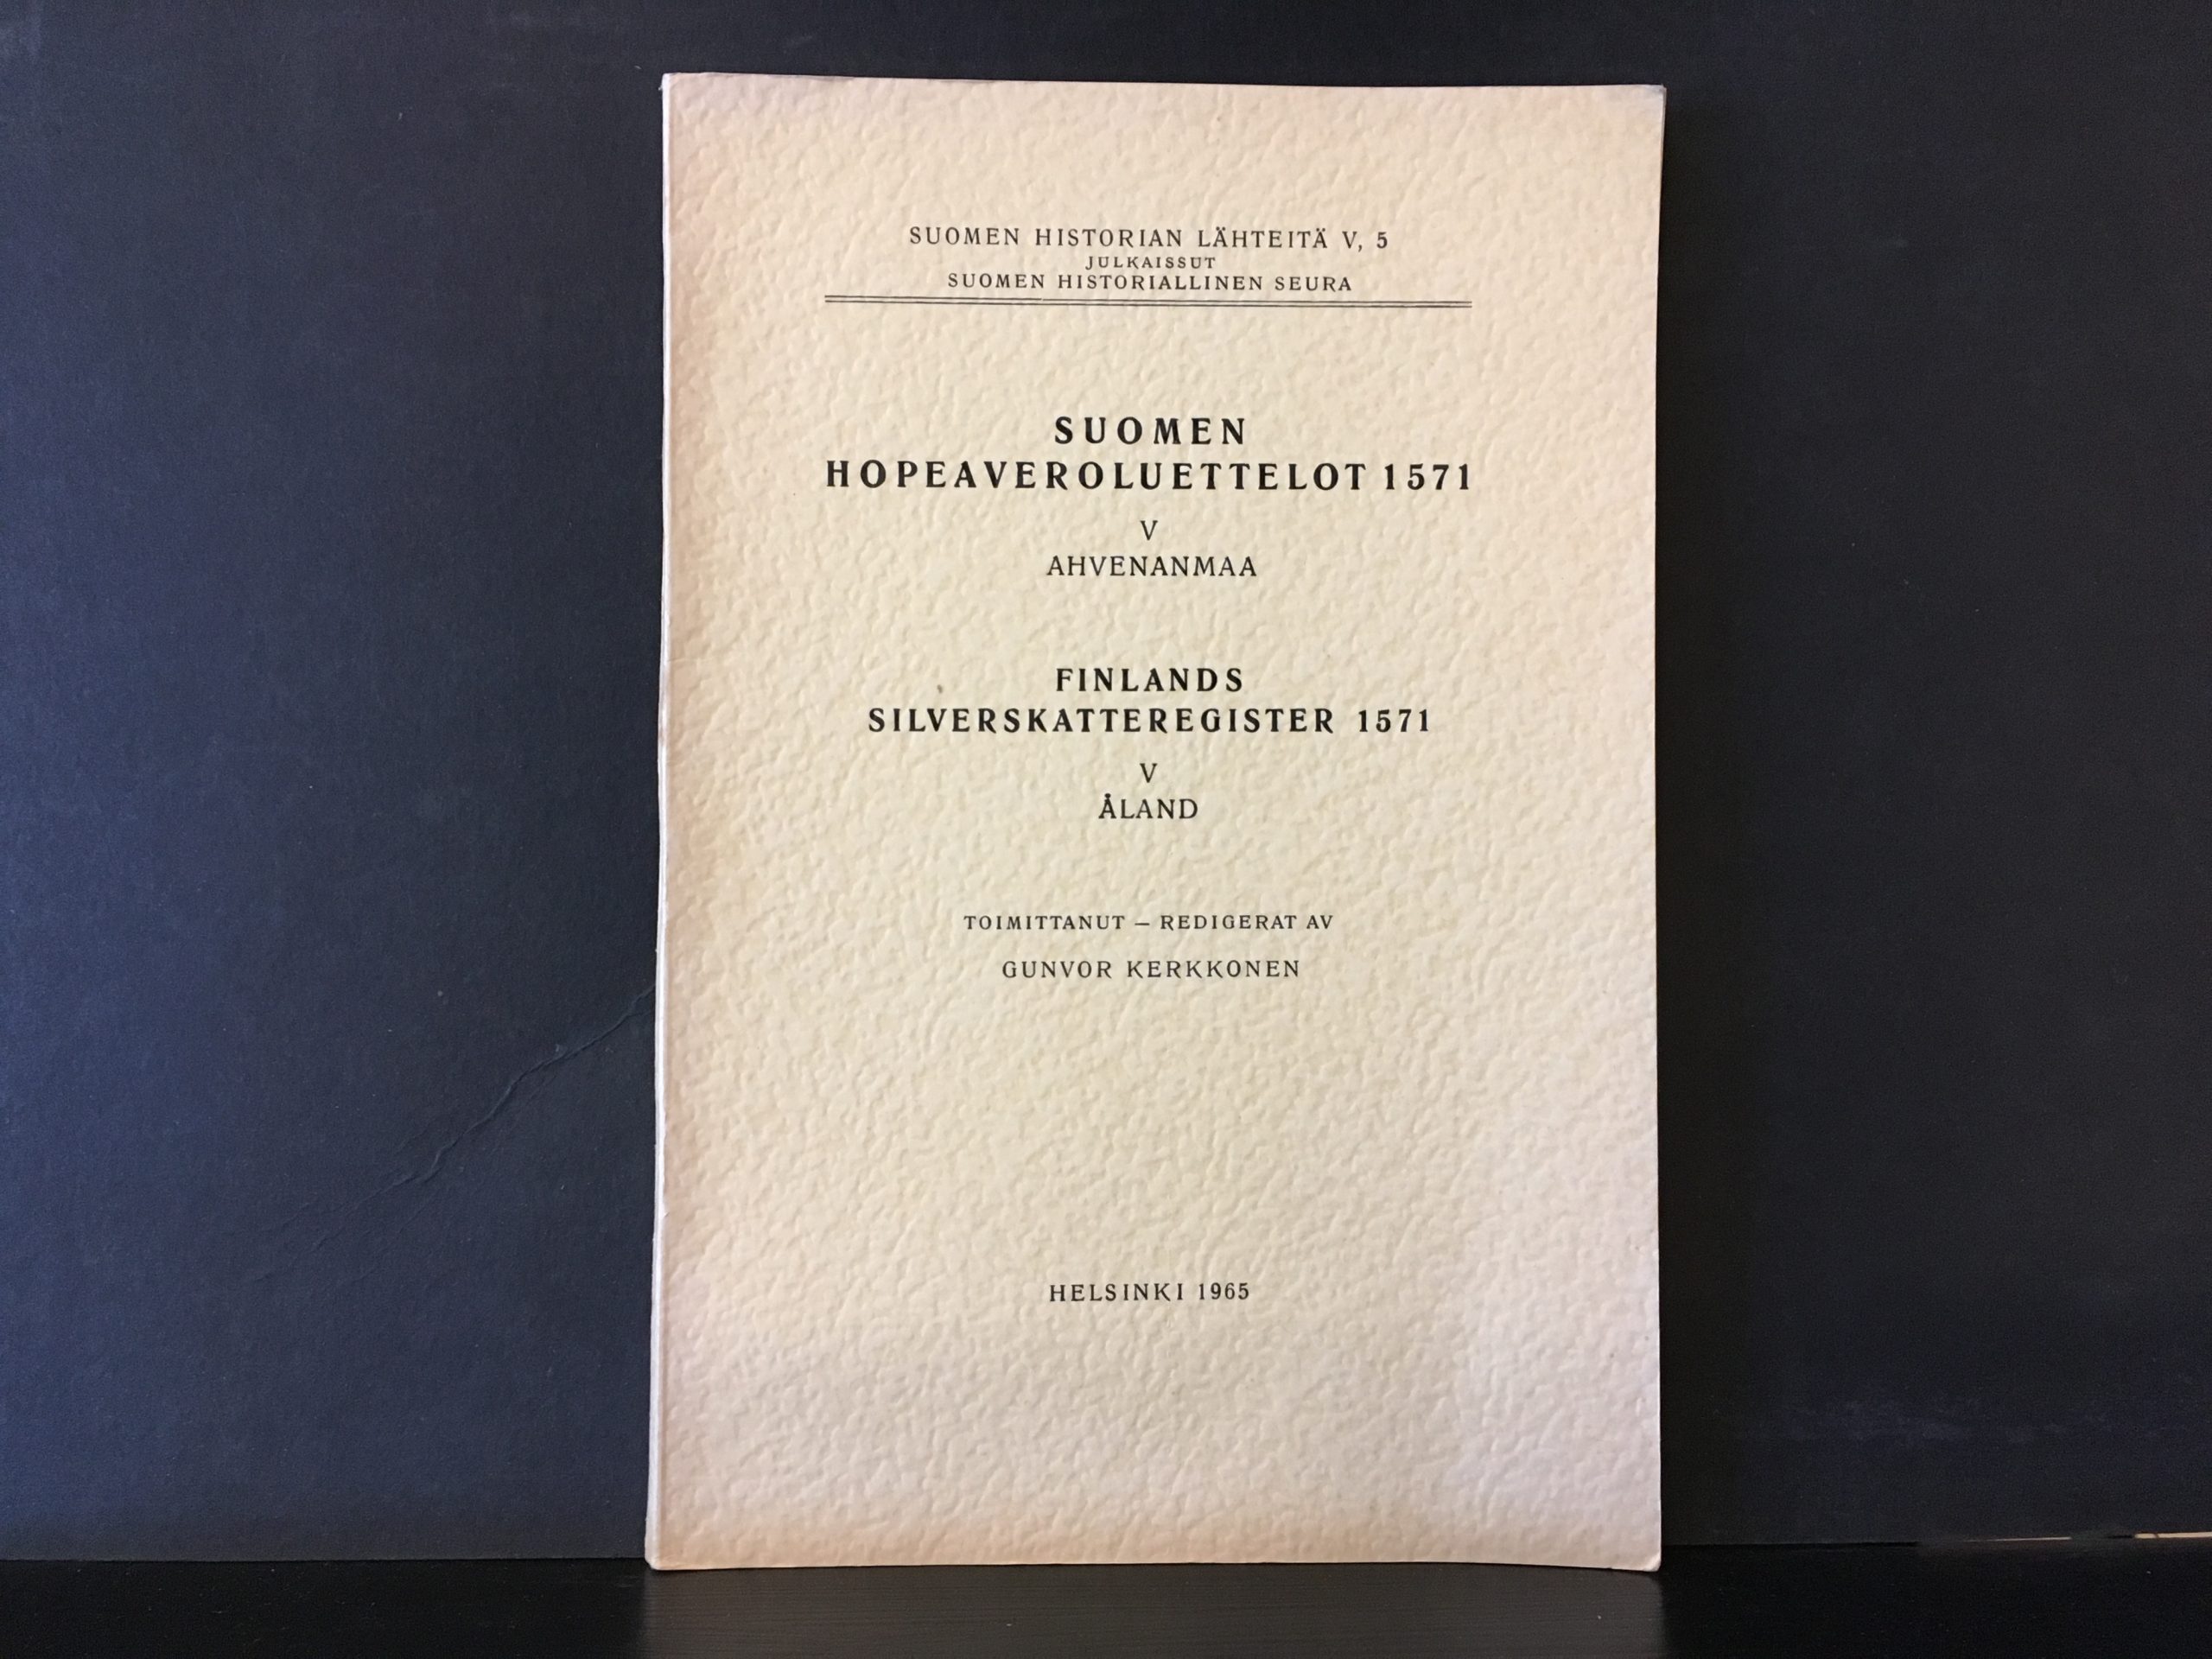 SUOMEN HISTORIAN LÄHTEITÄ V, 5
JULKAISSUT
SUOMEN HISTORIALLINEN SEURA
SUOMEN
HOPEAVEROLUETTELOT 1571
V
AHVENANMAA
FINLANDS
SILVERSKATTEREGISTER 1571
V
ÅLAND
TOIMITTANUT — REDIGERAT AV
GUNVOR KERKKONEN
HELSINKI 1965